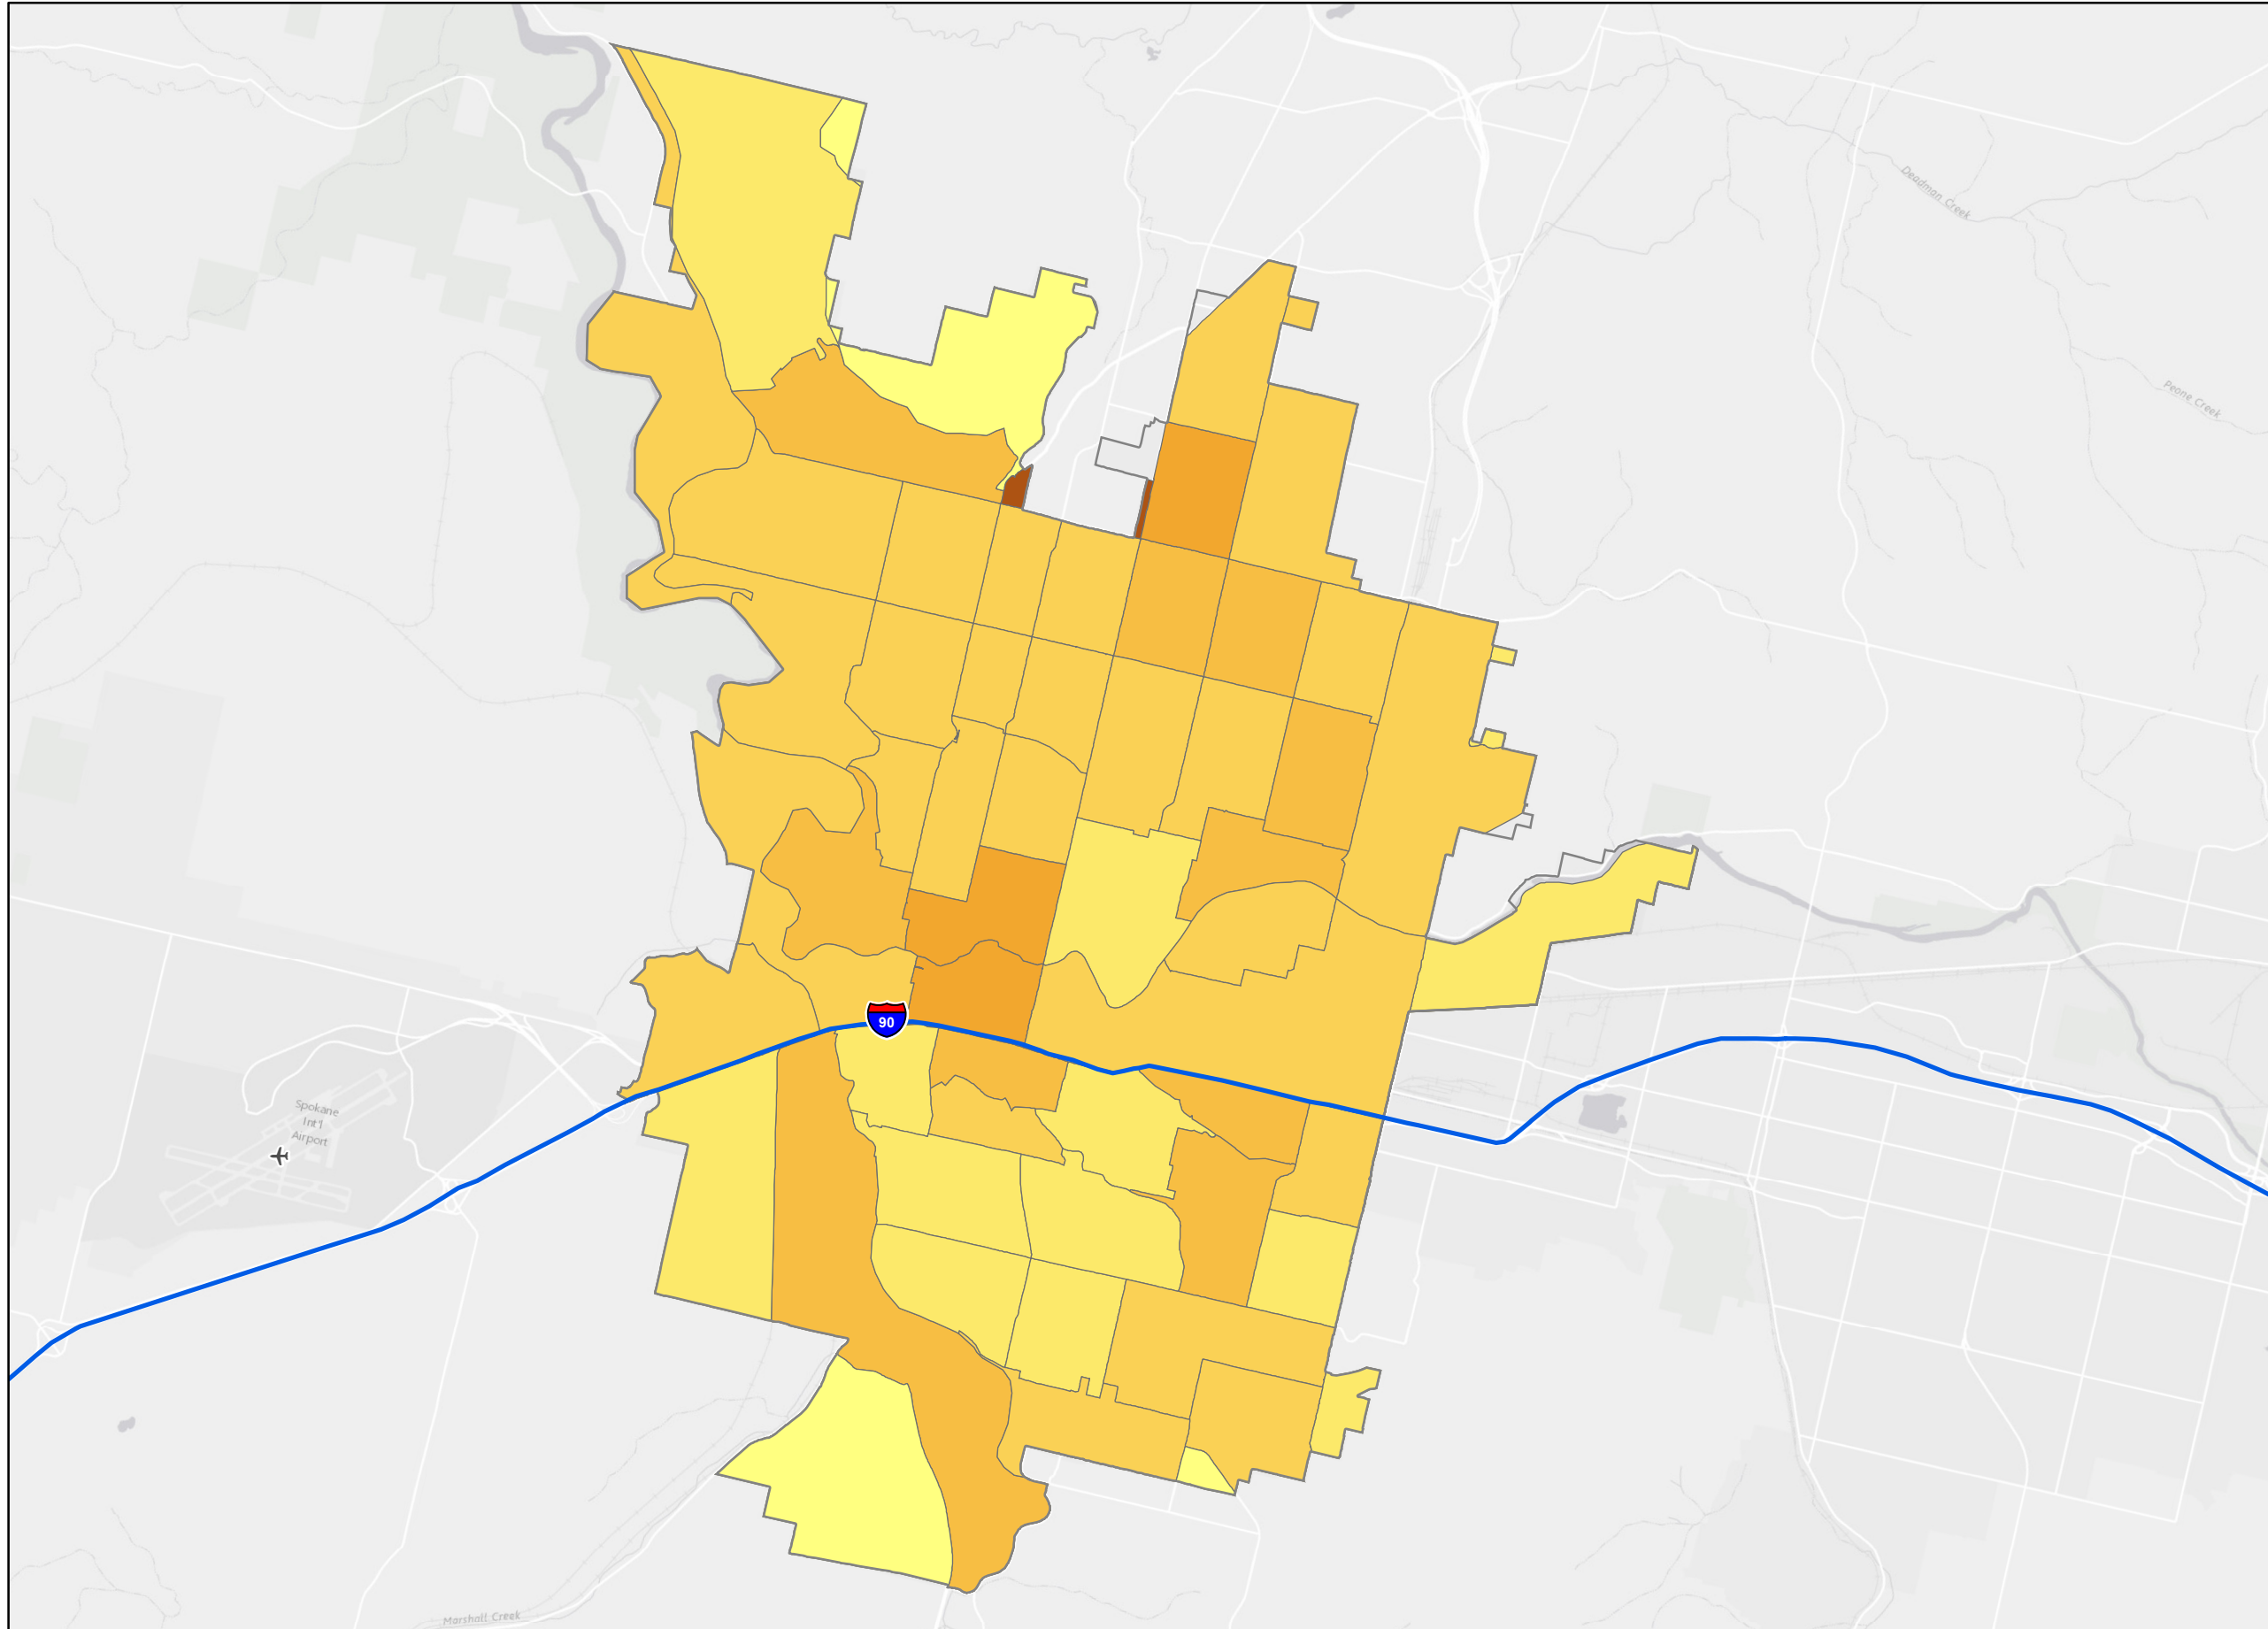 Deadman Creek
Peone Creek
90
Spokane
Int'l
Airport
Marshall Creek